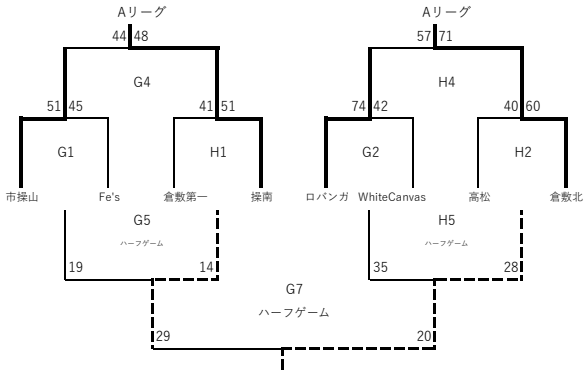 Aリーグ Aリーグ
44 48 57 71
G4 H4
51 45 41 51 74 42 40 60
G1 H1 G2 H2
市操山 Fe's 倉敷第一 操南 ロバンガ WhiteCanvas 高松 倉敷北
G5 H5
ハーフゲーム ハーフゲーム
19 14 35 28
G7
ハーフゲーム
29 20